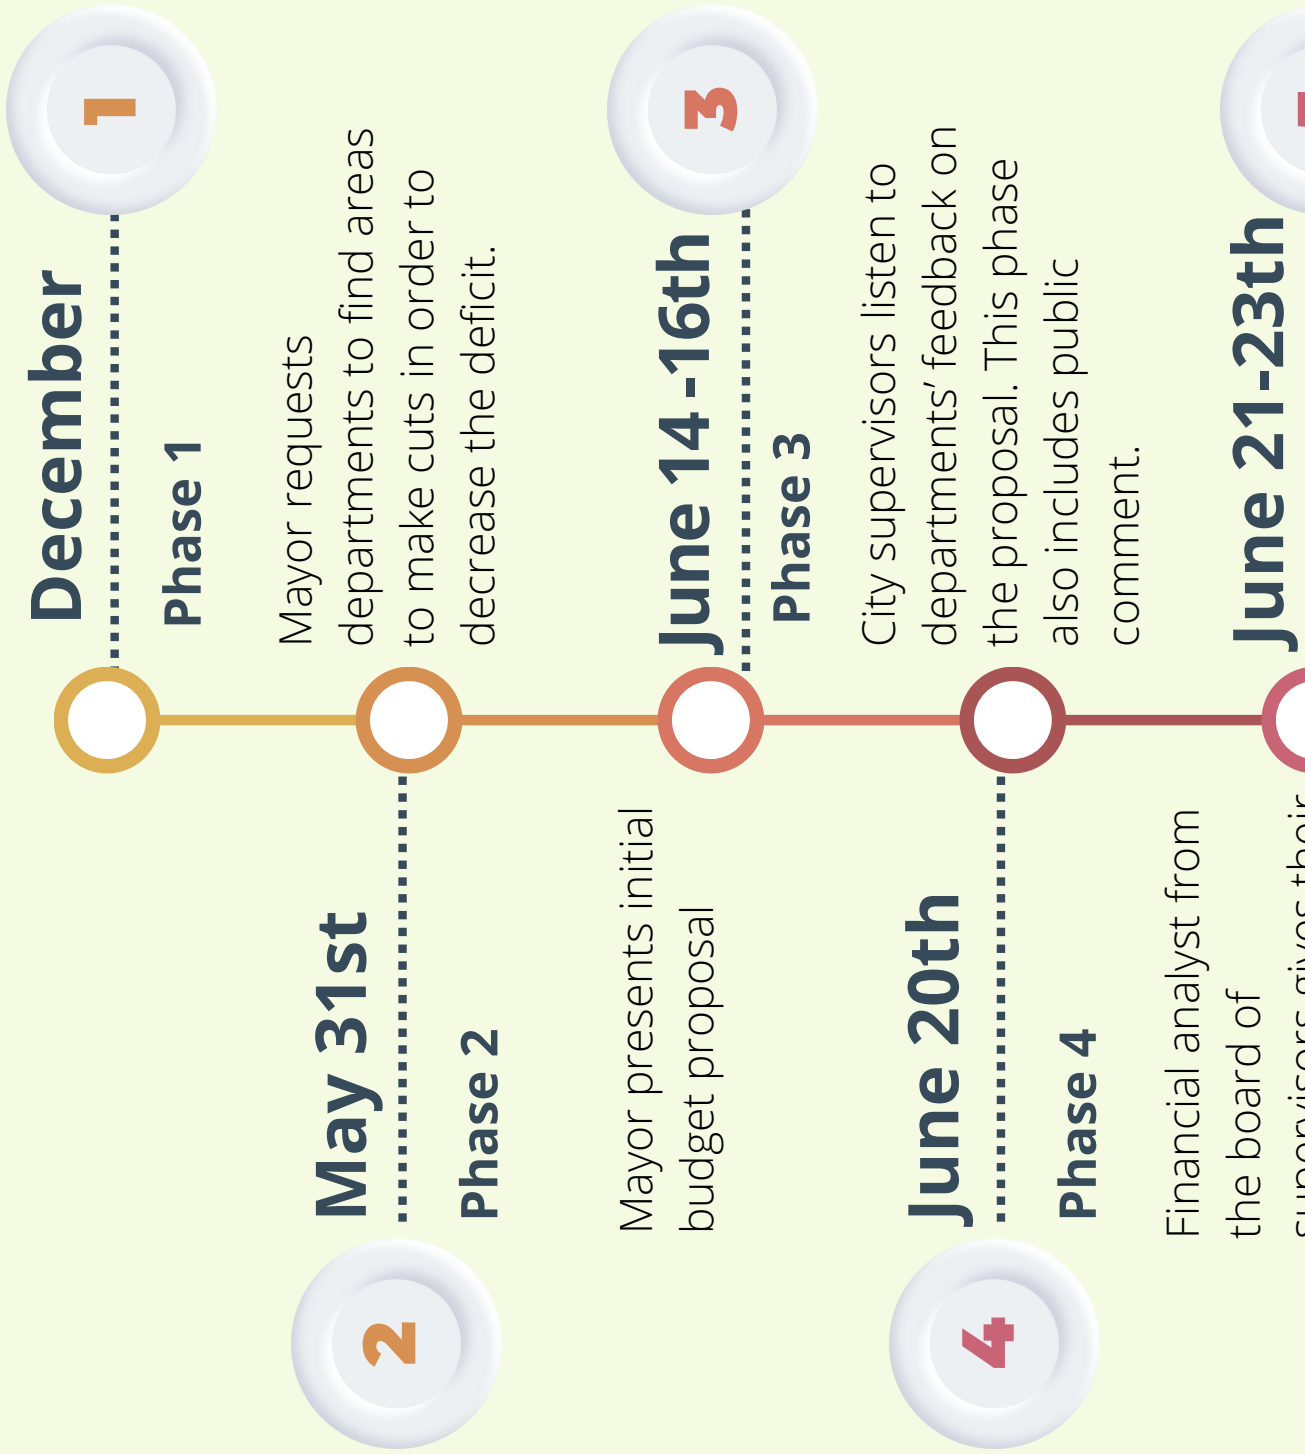 1
December
Phase 1
Mayor requests
departments to find areas
to make cuts in order to
decrease the deficit.
2
May 31st
Phase 2
Mayor presents initial
budget proposal
3
June 14 -16th
Phase 3
City supervisors listen to
departments’ feedback on
the proposal. This phase
also includes public
comment.
4
June 20th
Phase 4
Financial analyst from
the board of
supervisors gives their
June 21-23th